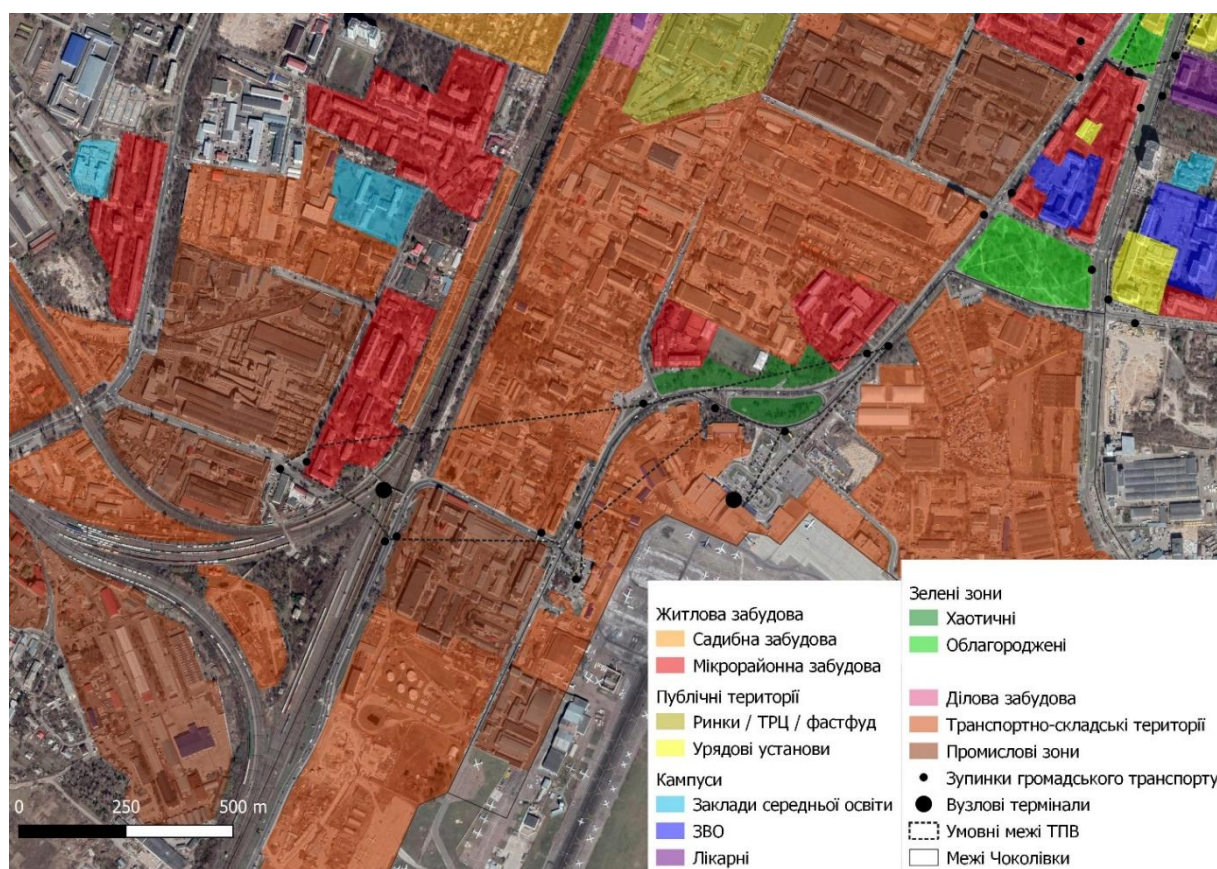 Житлова забудова
Садибна забудова
Мікрорайонна забудова
Публічні території
Ринки / ТРЦ / фастфуд
Урядові установи
Кампуси
Заклади середньої освіти
ЗВО
Лікарні
Зелені зони
Хаотичні
Облагороджені
Ділова забудова
Транспортно-складські території
Промислові зони
Зупинки громадського транспорту
Вузлові термінали
Умовні межі ТПВ
Межі Чоколівки
0 250 500 m